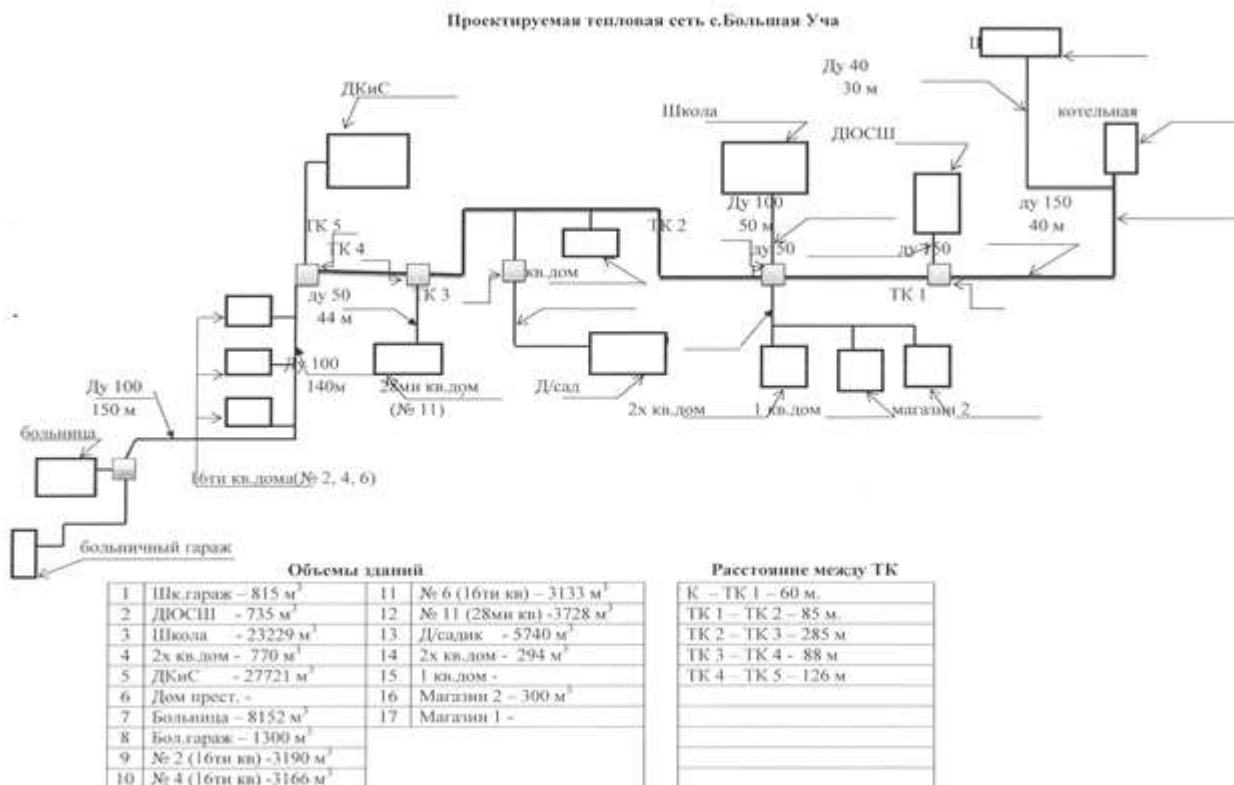 Проектируемая тепловая сеть с.Большая Уча
ДКиС
Ду 40
30 м
Школа
котельная
ДЮСШ
Ду 100
50 м
ду 150
40 м
ТК 5
ТК 2
ТК 4
ду 50
кв.дом
ТК 1
ду 50
44 м
100
140м
28ми кв.дом
(№ 11)
Д/сад
2х кв.дом
1 кв.дом
магазин 2
Ду 100
150 м
больница
16ти кв.дома(№ 2, 4, 6)
больничный гараж
Объемы зданий
1 Шк.гараж – 815 м³ 11 № 6 (16ти кв) – 3133 м³
2 ДЮСШ - 735 м³ 12 № 11 (28ми кв) -3728 м³
3 Школа - 23229 м³ 13 Д/садик - 5740 м³
4 2х кв.дом - 770 м³ 14 2х кв.дом - 294 м³
5 ДКиС - 27721 м³ 15 1 кв.дом -
6 Дом прест. - 16 Магазин 2 – 300 м³
7 Больница – 8152 м³ 17 Магазин 1 -
8 Бол.гараж – 1300 м³
9 № 2 (16ти кв) -3190 м³
10 № 4 (16ти кв) -3166 м³
Расстояние между ТК
К – ТК 1 – 60 м.
ТК 1 – ТК 2 – 85 м.
ТК 2 – ТК 3 – 285 м
ТК 3 – ТК 4 - 88 м
ТК 4 – ТК 5 – 126 м